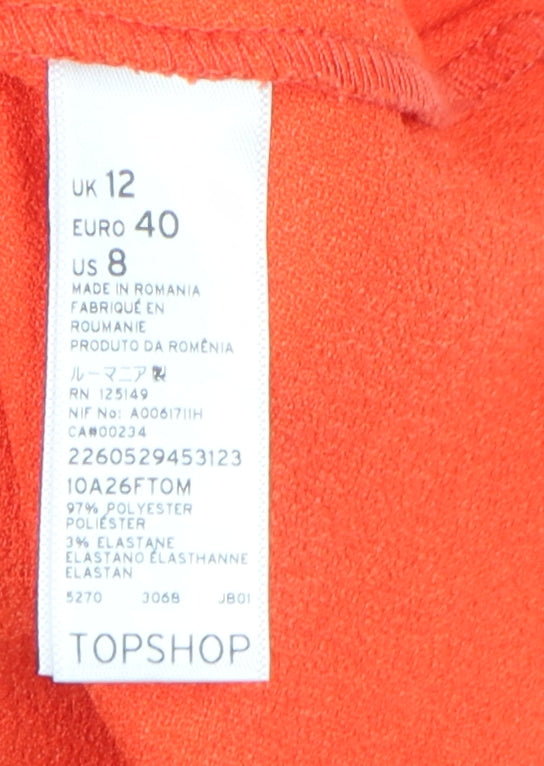 UK 12
EURO 40
US 8
MADE IN ROMANIA
FABRIQUÉ EN
ROUMANIE
PRODUTO DA ROMÊNIA
ルーマニア製
RN 125149
NIF No: A0061711H
CA#00234
2260529453123
10A26FTOM
97% POLYESTER
POLIÉSTER
3% ELASTANE
ELASTANO ÉLASTHANNE
ELASTAN
5270 3068 JB01
TOPSHOP